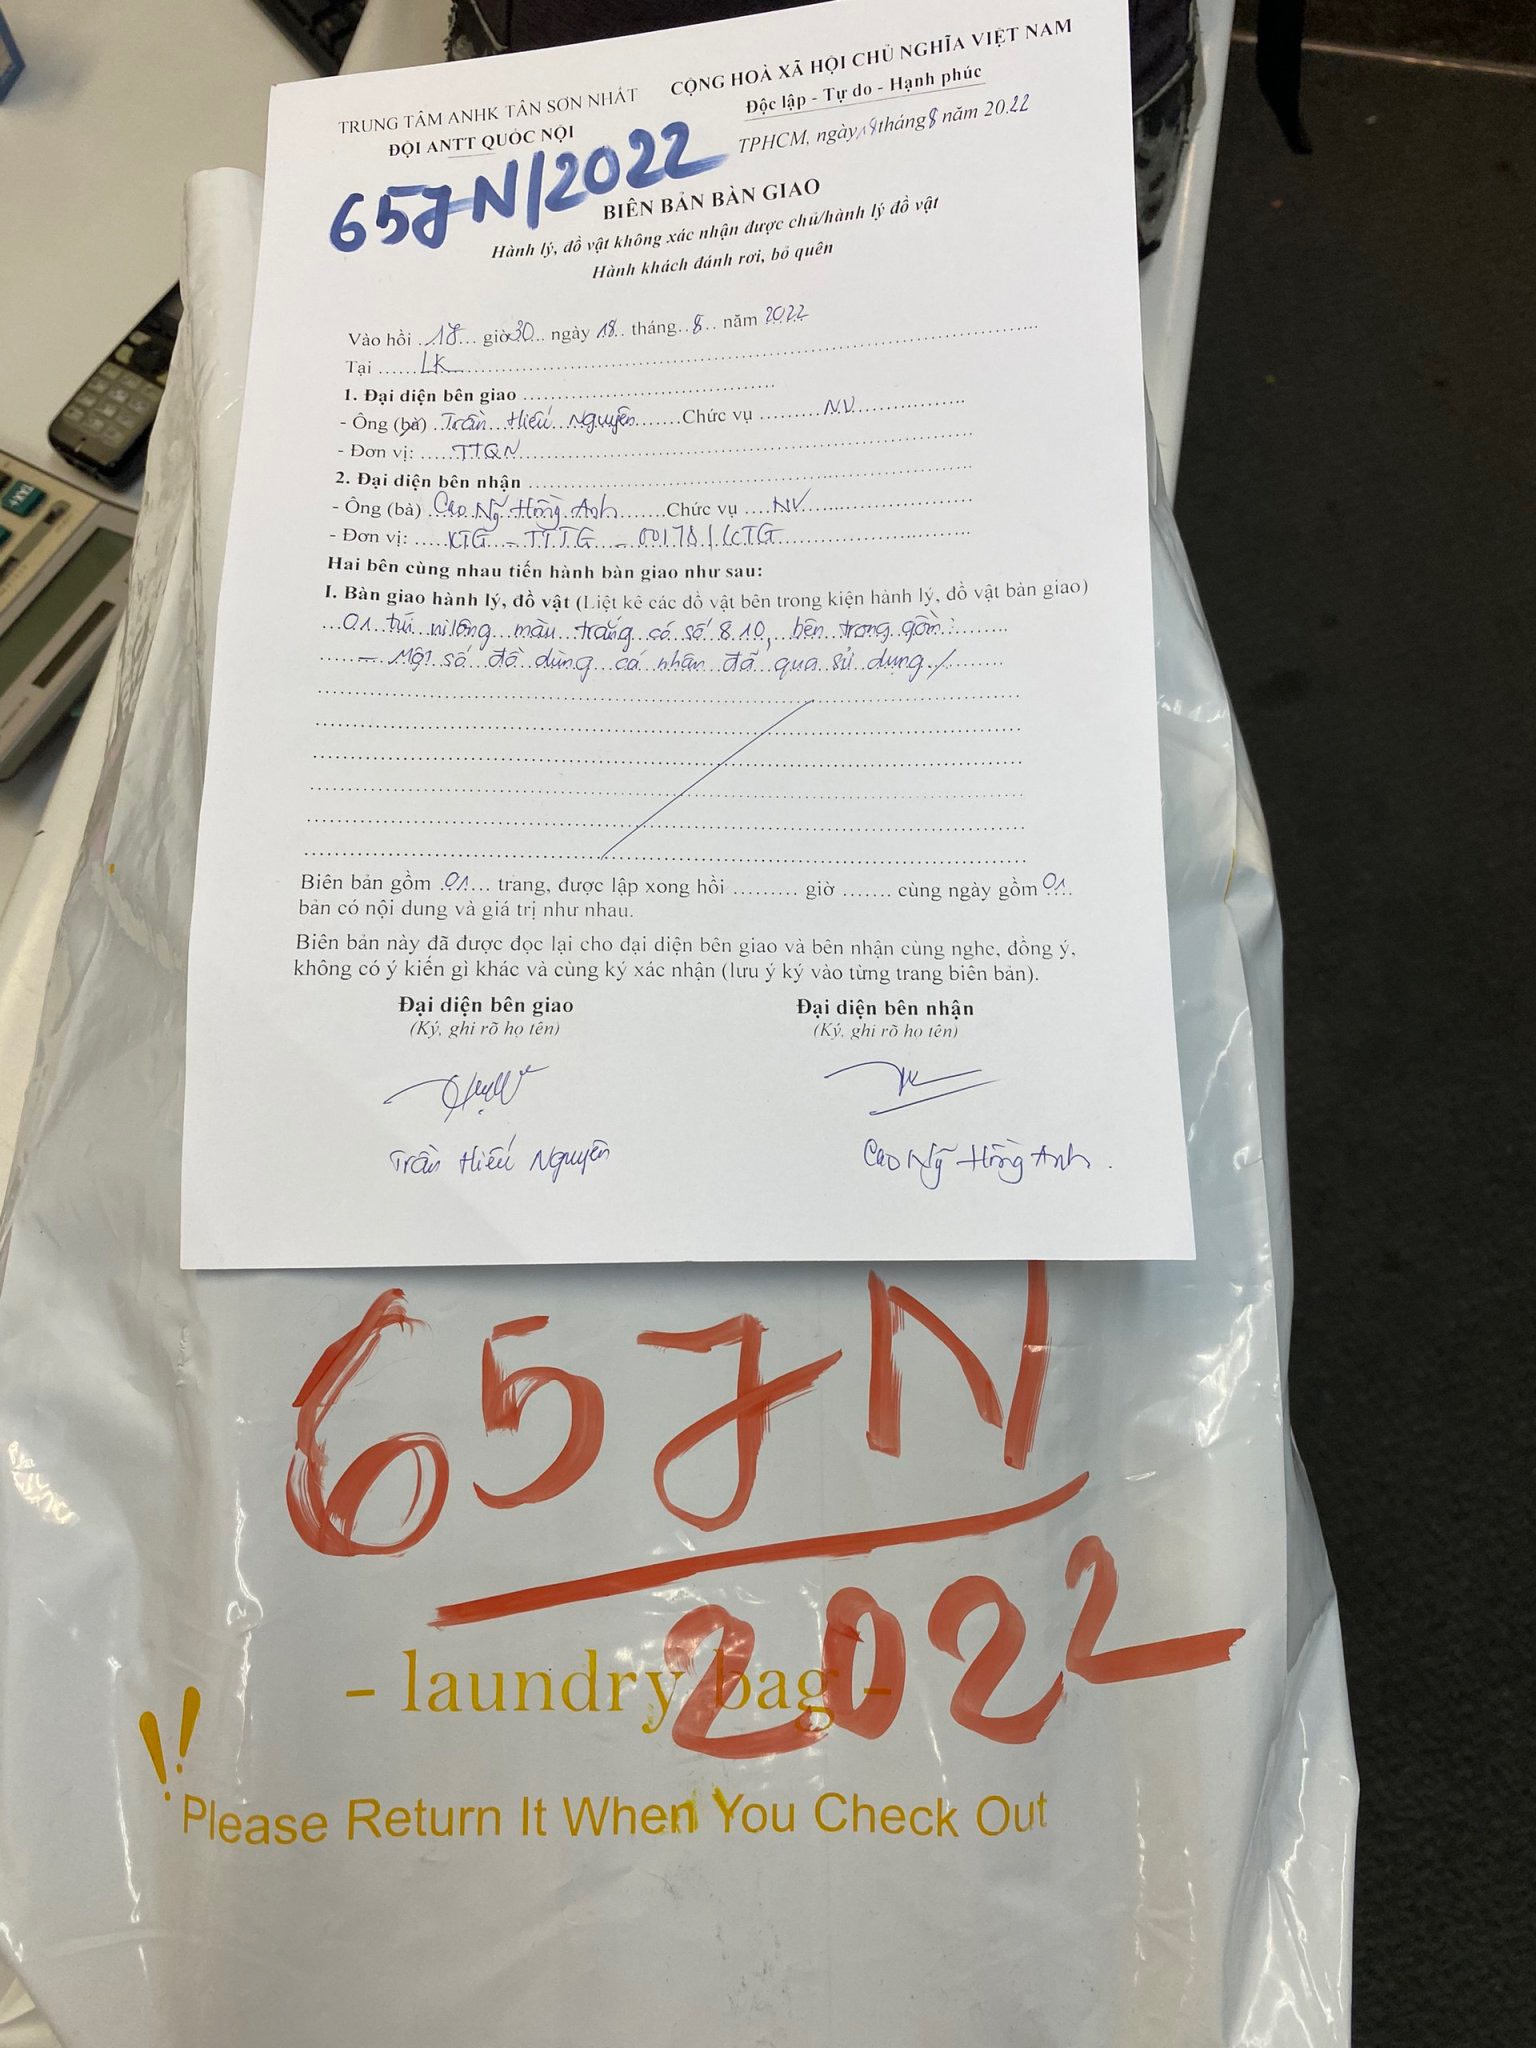 TRUNG TÂM ANHK TÂN SƠN NHẤT
ĐỘI ANTT QUỐC NỘI
CỘNG HOÀ XÃ HỘI CHỦ NGHĨA VIỆT NAM
Độc lập - Tự do - Hạnh phúc
TPHCM, ngày 18 tháng 8 năm 2022
657N/2022
BIÊN BẢN BÀN GIAO
Hành lý, đồ vật không xác nhận được chủ/hành lý đồ vật
Hành khách đánh rơi, bỏ quên
Vào hồi 17 giờ 30 ngày 18 tháng 8 năm 2022
Tại LK
1. Đại diện bên giao
- Ông (bà) Trần Hiếu Nguyên Chức vụ NV
- Đơn vị: TTQN
2. Đại diện bên nhận
- Ông (bà) Cao Nữ Hồng Anh Chức vụ NV
- Đơn vị: KTG - TTTG -
Hai bên cùng nhau tiến hành bàn giao như sau:
I. Bàn giao hành lý, đồ vật (Liệt kê các đồ vật bên trong kiện hành lý, đồ vật bàn giao)
01 túi nilông màu trắng có số 810, bên trong gồm:
- Một số đồ dùng cá nhân đã qua sử dụng/
Biên bản gồm 01 trang, được lập xong hồi ......... giờ ....... cùng ngày gồm 01
bản có nội dung và giá trị như nhau.
Biên bản này đã được đọc lại cho đại diện bên giao và bên nhận cùng nghe, đồng ý,
không có ý kiến gì khác và cùng ký xác nhận (lưu ý ký vào từng trang biên bản).
Đại diện bên giao
(Ký, ghi rõ họ tên)
Trần Hiếu Nguyên
Đại diện bên nhận
(Ký, ghi rõ họ tên)
Cao Nữ Hồng Anh.
657N
2022
- laundry bag -
!! Please Return It When You Check Out